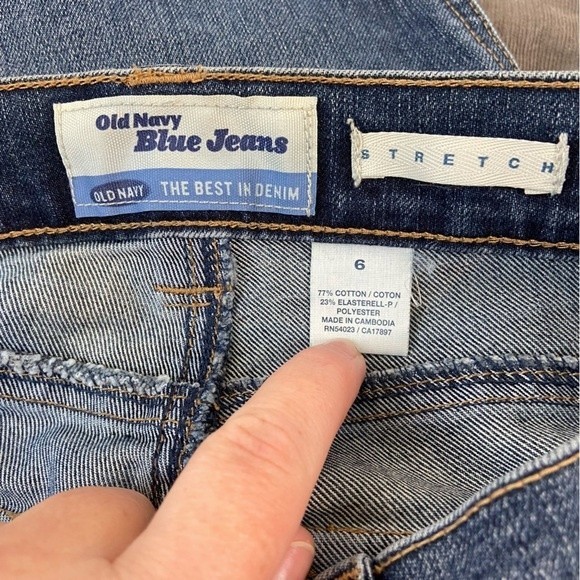 Old Navy
Blue Jeans
OLD NAVY THE BEST IN DENIM
STRETCH
6
77% COTTON / COTON
23% ELASTERELL-P /
POLYESTER
MADE IN CAMBODIA
RN54023 / CA17897